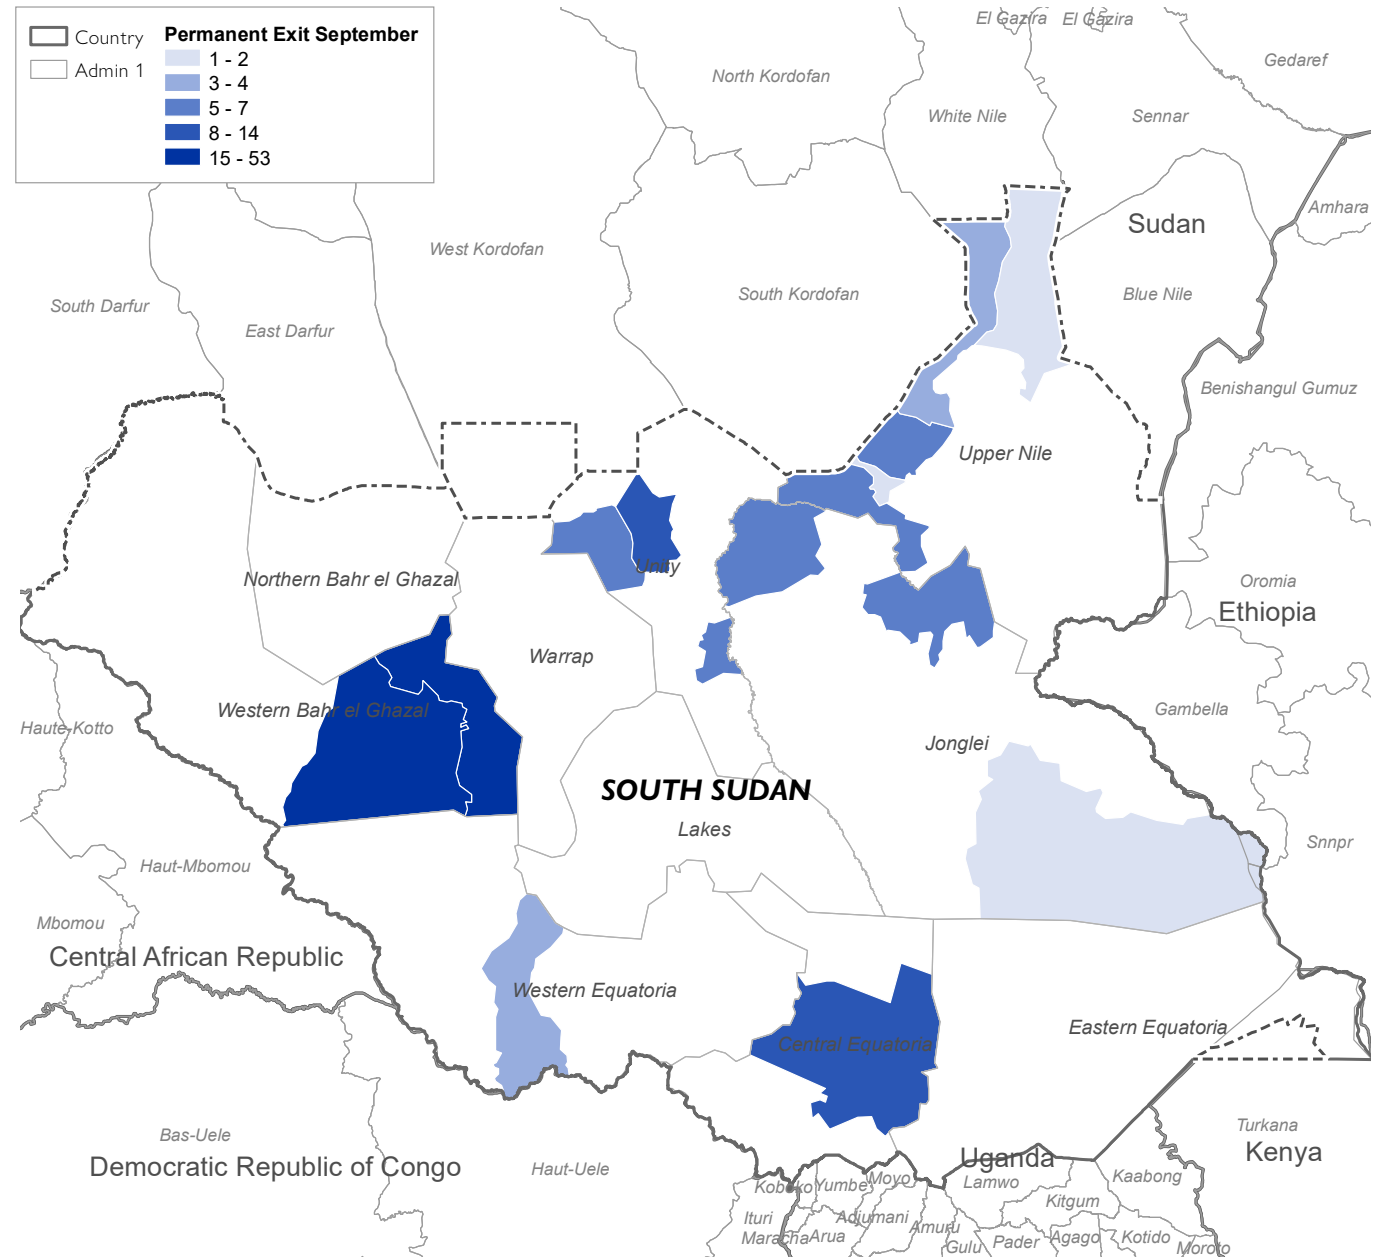 Country
Admin 1
Permanent Exit September
1 - 2
3 - 4
5 - 7
8 - 14
15 - 53
El Gazira
El Gazira
Gedaref
North Kordofan
White Nile
Sennar
Amhara
Sudan
West Kordofan
South Kordofan
Blue Nile
South Darfur
East Darfur
Benishangul Gumuz
Upper Nile
Unity
Northern Bahr el Ghazal
Oromia
Ethiopia
Warrap
Western Bahr el Ghazal
Gambella
Haute-Kotto
Jonglei
SOUTH SUDAN
Lakes
Snnpr
Haut-Mbomou
Mbomou
Central African Republic
Western Equatoria
Eastern Equatoria
Central Equatoria
Bas-Uele
Democratic Republic of Congo
Haut-Uele
Turkana
Kenya
Uganda
Lamwo
Kaabong
Koboko
Yumbe
Moyo
Kitgum
Ituri
Maracha
Arua
Adjumani
Amuru
Gulu
Pader
Agago
Kotido
Moroto